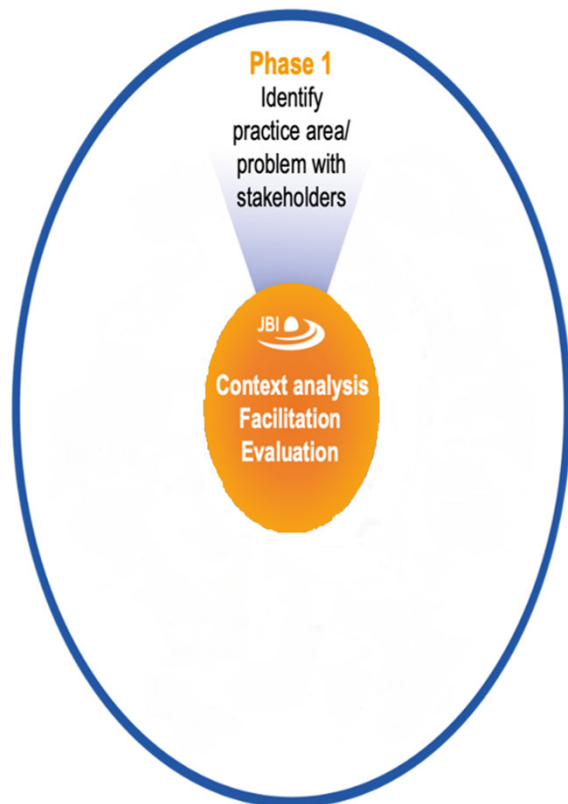 Phase 1
Identify
practice area/
problem with
stakeholders
JBI
Context analysis
Facilitation
Evaluation